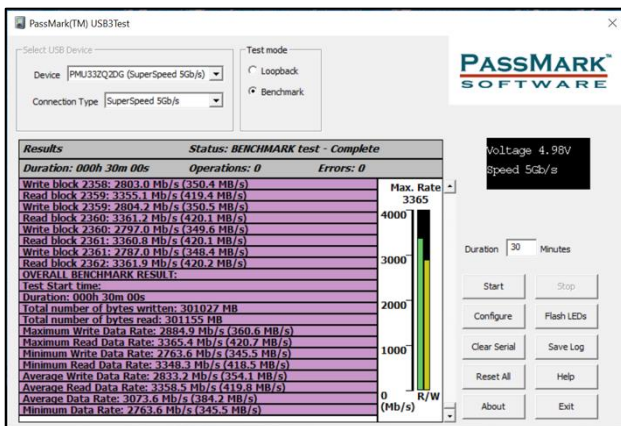 PassMark(TM) USB3Test
Select USB Device
Device PMU33ZQ2DG (SuperSpeed 5Gb/s)
Connection Type SuperSpeed 5Gb/s
Test mode
Loopback
Benchmark
PASSMARK™
SOFTWARE
Results Status: BENCHMARK test - Complete
Duration: 000h 30m 00s Operations: 0 Errors: 0
Write block 2358: 2803.0 Mb/s (350.4 MB/s)
Read block 2359: 3355.1 Mb/s (419.4 MB/s)
Write block 2359: 2804.2 Mb/s (350.5 MB/s)
Read block 2360: 3361.2 Mb/s (420.1 MB/s)
Write block 2360: 2797.0 Mb/s (349.6 MB/s)
Read block 2361: 3360.8 Mb/s (420.1 MB/s)
Write block 2361: 2787.0 Mb/s (348.4 MB/s)
Read block 2362: 3361.9 Mb/s (420.2 MB/s)
OVERALL BENCHMARK RESULT:
Test Start time:
Duration: 000h 30m 00s
Total number of bytes written: 301027 MB
Total number of bytes read: 301155 MB
Maximum Write Data Rate: 2884.9 Mb/s (360.6 MB/s)
Maximum Read Data Rate: 3365.4 Mb/s (420.7 MB/s)
Minimum Write Data Rate: 2763.6 Mb/s (345.5 MB/s)
Minimum Read Data Rate: 3348.3 Mb/s (418.5 MB/s)
Average Write Data Rate: 2833.2 Mb/s (354.1 MB/s)
Average Read Data Rate: 3358.5 Mb/s (419.8 MB/s)
Average Data Rate: 3073.6 Mb/s (384.2 MB/s)
Minimum Data Rate: 2763.6 Mb/s (345.5 MB/s)
Max. Rate
3365
4000
3000
2000
1000
0 R/W
(Mb/s)
Voltage 4.98V
Speed 5Gb/s
Duration 30 Minutes
Start Stop
Configure Flash LEDs
Clear Serial Save Log
Reset All Help
About Exit